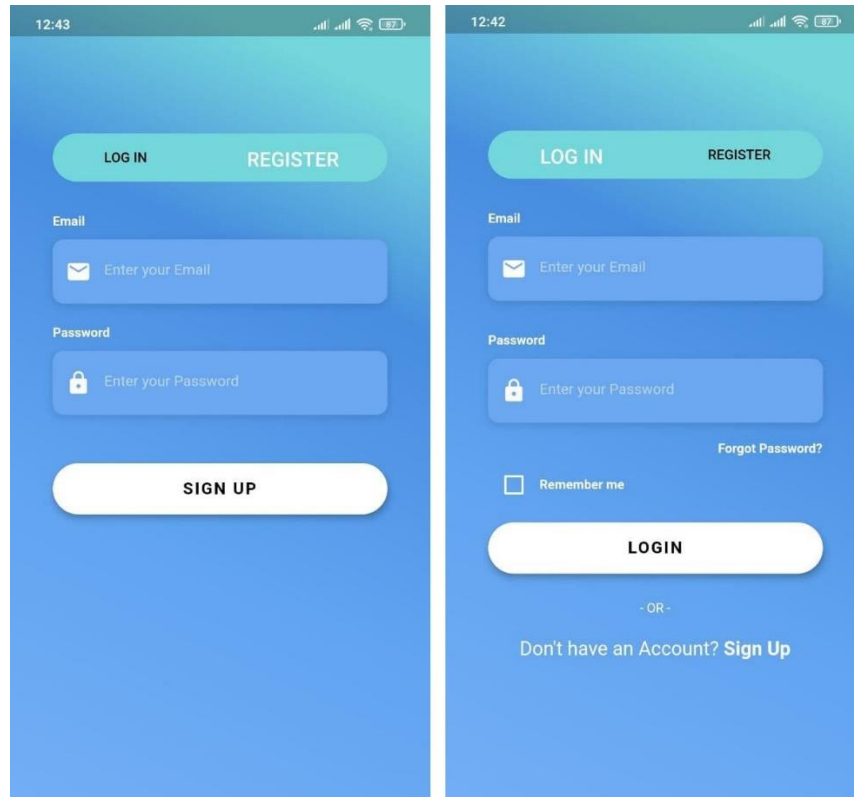 12:43
87
LOG IN REGISTER
Email
Enter your Email
Password
Enter your Password
SIGN UP
12:42
87
LOG IN REGISTER
Email
Enter your Email
Password
Enter your Password
Forgot Password?
Remember me
LOGIN
- OR -
Don't have an Account? Sign Up